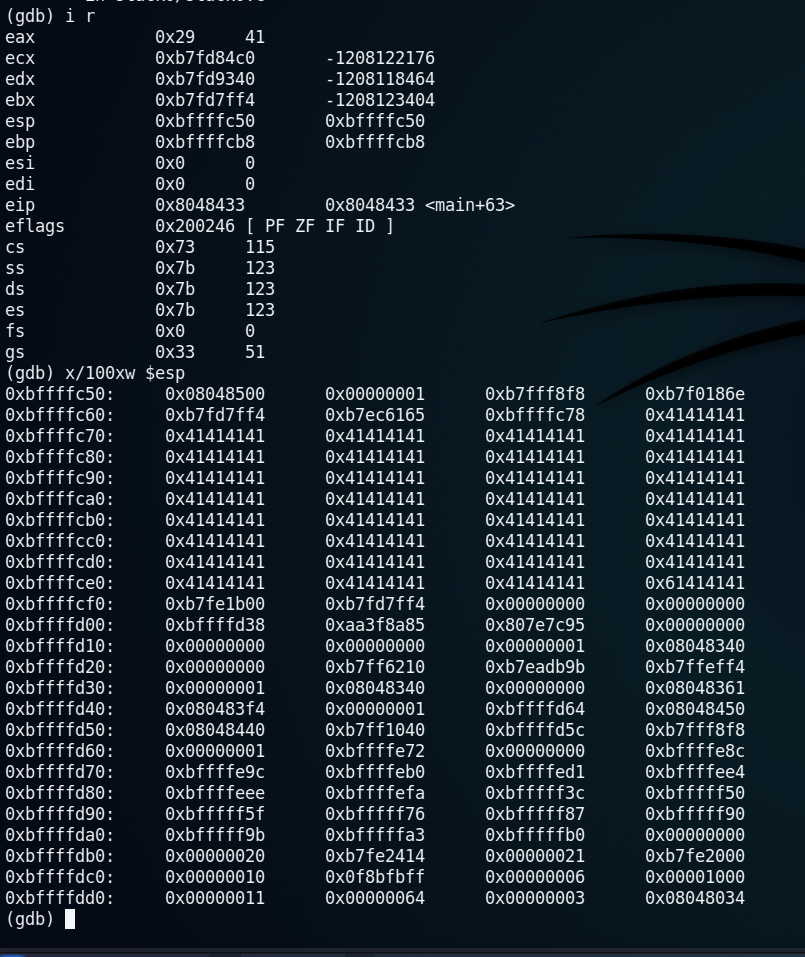 (gdb) i r
eax 0x29 41
ecx 0xb7fd84c0 -1208122176
edx 0xb7fd9340 -1208118464
ebx 0xb7fd7ff4 -1208123404
esp 0xbffffc50 0xbffffc50
ebp 0xbffffcb8 0xbffffcb8
esi 0x0 0
edi 0x0 0
eip 0x8048433 0x8048433 <main+63>
eflags 0x200246 [ PF ZF IF ID ]
cs 0x73 115
ss 0x7b 123
ds 0x7b 123
es 0x7b 123
fs 0x0 0
gs 0x33 51
(gdb) x/100xw $esp
0xbffffc50: 0x08048500 0x00000001 0xb7fff8f8 0xb7f0186e
0xbffffc60: 0xb7fd7ff4 0xb7ec6165 0xbffffc78 0x41414141
0xbffffc70: 0x41414141 0x41414141 0x41414141 0x41414141
0xbffffc80: 0x41414141 0x41414141 0x41414141 0x41414141
0xbffffc90: 0x41414141 0x41414141 0x41414141 0x41414141
0xbffffca0: 0x41414141 0x41414141 0x41414141 0x41414141
0xbffffcb0: 0x41414141 0x41414141 0x41414141 0x41414141
0xbffffcc0: 0x41414141 0x41414141 0x41414141 0x41414141
0xbffffcd0: 0x41414141 0x41414141 0x41414141 0x41414141
0xbffffce0: 0x41414141 0x41414141 0x41414141 0x61414141
0xbffffcf0: 0xb7fe1b00 0xb7fd7ff4 0x00000000 0x00000000
0xbffffd00: 0xbffffd38 0xaa3f8a85 0x807e7c95 0x00000000
0xbffffd10: 0x00000000 0x00000000 0x00000001 0x08048340
0xbffffd20: 0x00000000 0xb7ff6210 0xb7eadb9b 0xb7ffeff4
0xbffffd30: 0x00000001 0x08048340 0x00000000 0x08048361
0xbffffd40: 0x080483f4 0x00000001 0xbffffd64 0x08048450
0xbffffd50: 0x08048440 0xb7ff1040 0xbffffd5c 0xb7fff8f8
0xbffffd60: 0x00000001 0xbffffe72 0x00000000 0xbffffe8c
0xbffffd70: 0xbffffe9c 0xbffffeb0 0xbffffed1 0xbffffee4
0xbffffd80: 0xbffffeee 0xbffffefa 0xbfffff3c 0xbfffff50
0xbffffd90: 0xbfffff5f 0xbfffff76 0xbfffff87 0xbfffff90
0xbffffda0: 0xbfffff9b 0xbfffffa3 0xbfffffb0 0x00000000
0xbffffdb0: 0x00000020 0xb7fe2414 0x00000021 0xb7fe2000
0xbffffdc0: 0x00000010 0x0f8bfbff 0x00000006 0x00001000
0xbffffdd0: 0x00000011 0x00000064 0x00000003 0x08048034
(gdb)